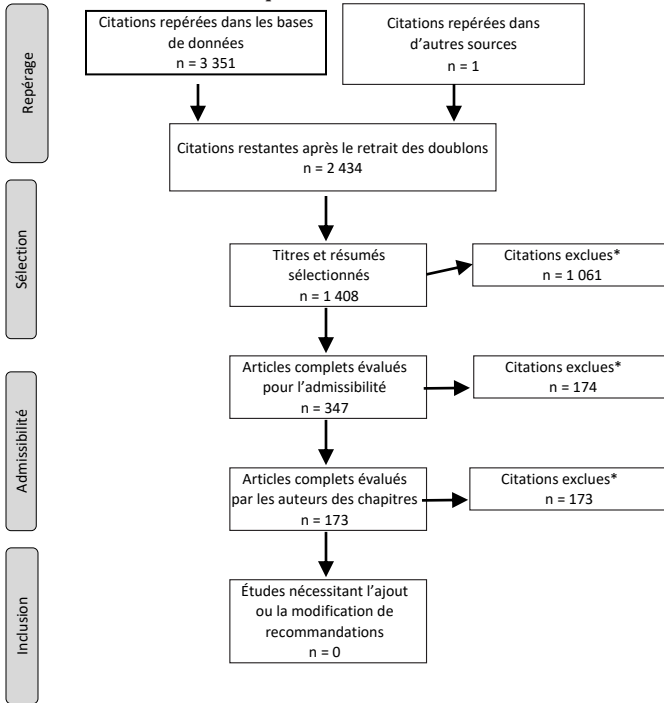 Repérage
Citations repérées dans les bases
de données
n = 3 351
Citations repérées dans
d’autres sources
n = 1
Citations restantes après le retrait des doublons
n = 2 434
Sélection
Titres et résumés
sélectionnés
n = 1 408
Citations exclues*
n = 1 061
Admissibilité
Articles complets évalués
pour l’admissibilité
n = 347
Citations exclues*
n = 174
Articles complets évalués
par les auteurs des chapitres
n = 173
Citations exclues*
n = 173
Inclusion
Études nécessitant l’ajout
ou la modification de
recommandations
n = 0